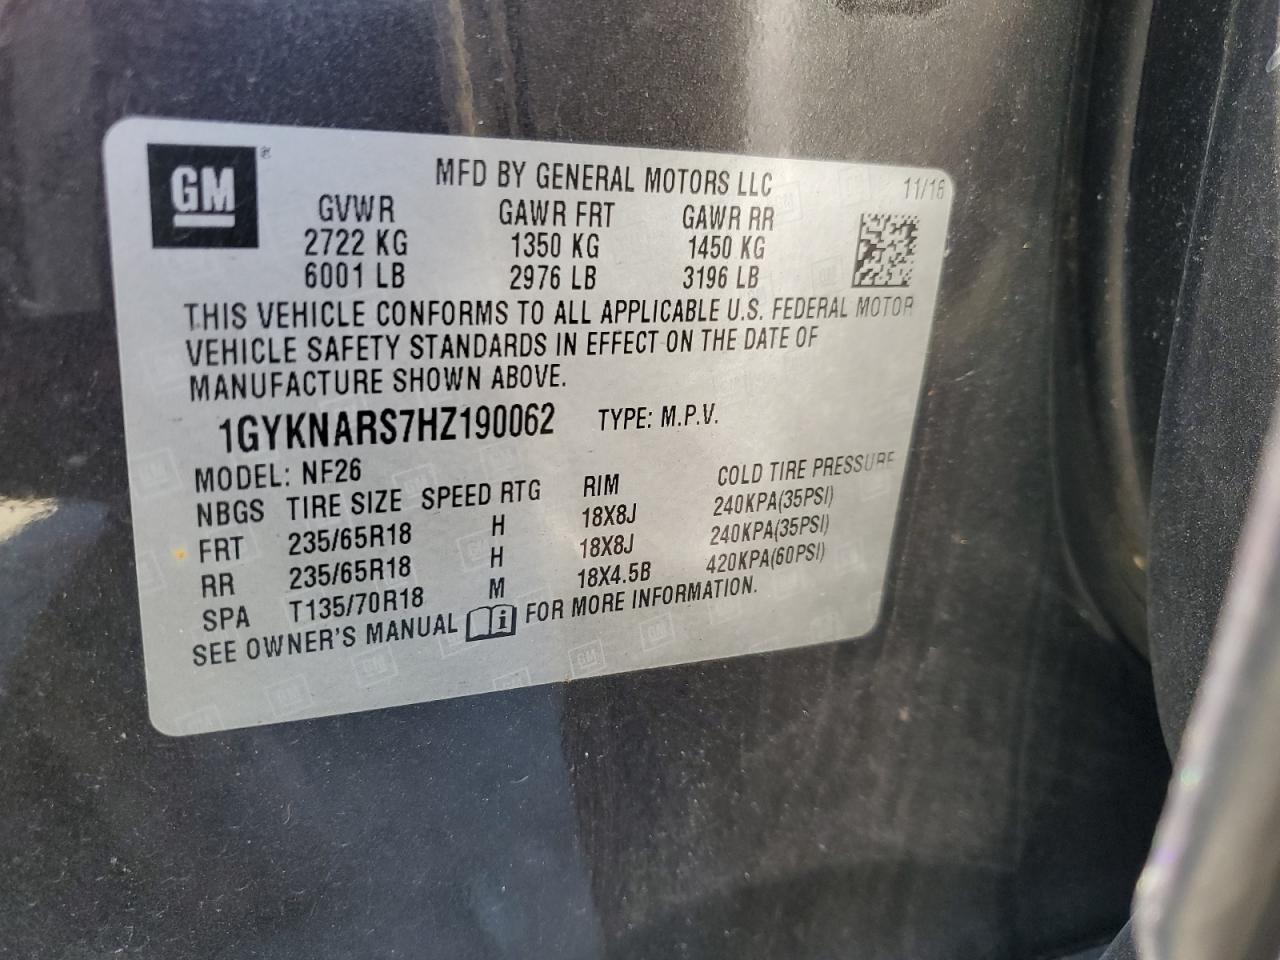 GM ®
MFD BY GENERAL MOTORS LLC 11/16
GVWR GAWR FRT GAWR RR
2722 KG 1350 KG 1450 KG
6001 LB 2976 LB 3196 LB
THIS VEHICLE CONFORMS TO ALL APPLICABLE U.S. FEDERAL MOTOR
VEHICLE SAFETY STANDARDS IN EFFECT ON THE DATE OF
MANUFACTURE SHOWN ABOVE.
1GYKNARS7HZ190062 TYPE: M.P.V.
MODEL: NF26
NBGS TIRE SIZE SPEED RTG RIM COLD TIRE PRESSURE
FRT 235/65R18 H 18X8J 240KPA(35PSI)
RR 235/65R18 H 18X8J 240KPA(35PSI)
SPA T135/70R18 M 18X4.5B 420KPA(60PSI)
SEE OWNER'S MANUAL i FOR MORE INFORMATION.